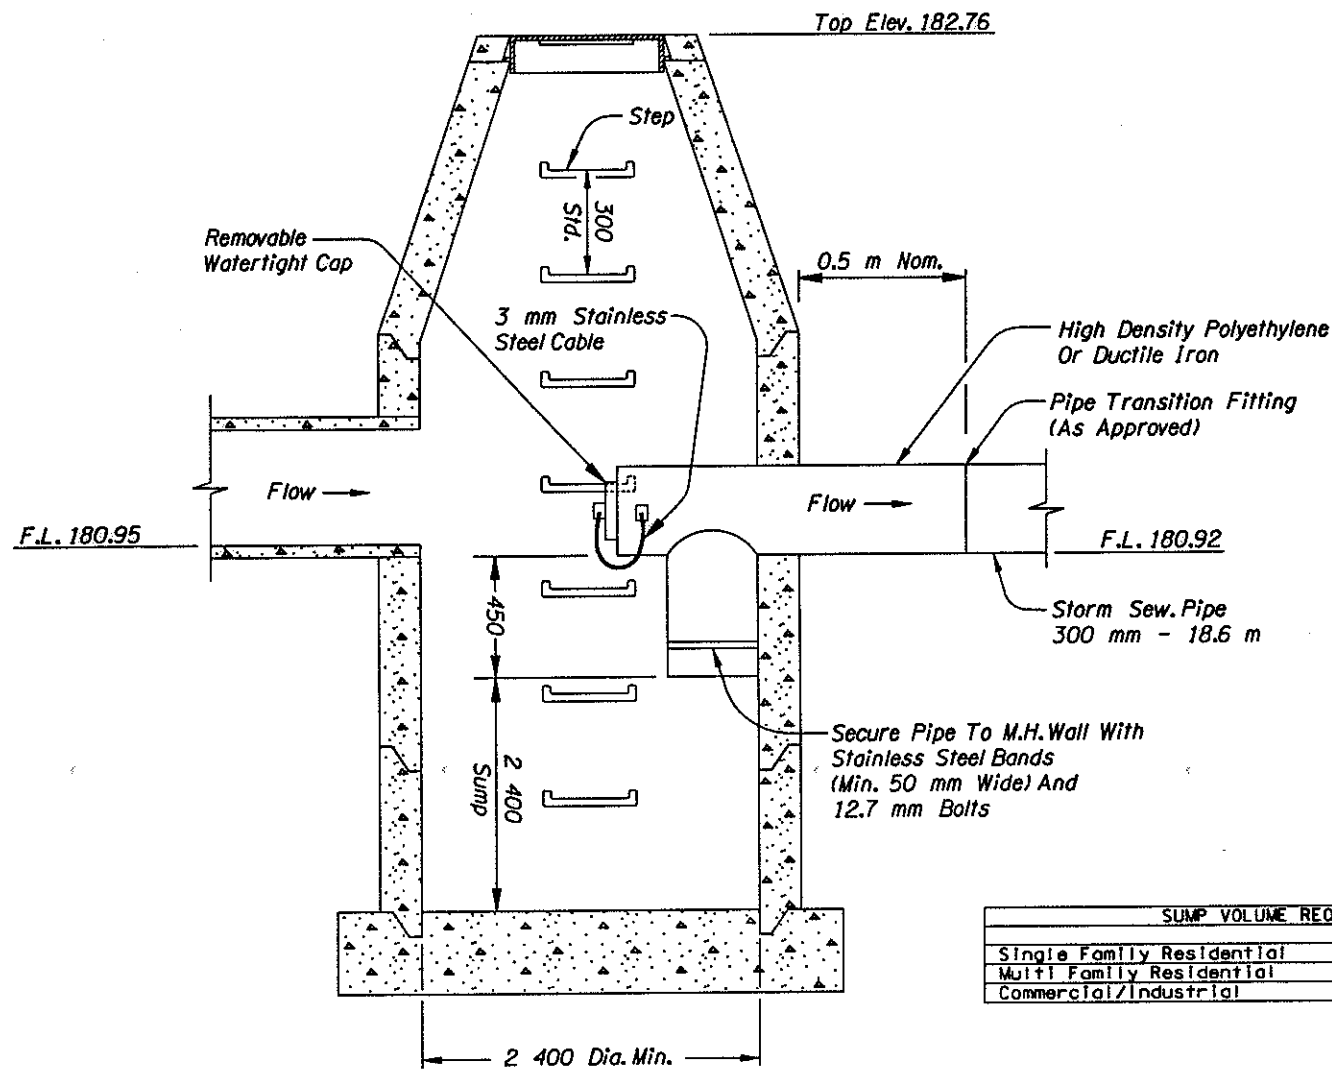 Top Elev. 182.76
Step
300
Std.
Removable
Watertight Cap
0.5 m Nom.
3 mm Stainless
Steel Cable
High Density Polyethylene
Or Ductile Iron
Pipe Transition Fitting
(As Approved)
Flow
Flow
F.L. 180.95
F.L. 180.92
450
Storm Sew. Pipe
300 mm - 18.6 m
2 400
Sump
Secure Pipe To M.H. Wall With
Stainless Steel Bands
(Min. 50 mm Wide) And
12.7 mm Bolts
SUMP VOLUME REQ
Single Family Residential
Multi Family Residential
Commercial/Industrial
2 400 Dia. Min.